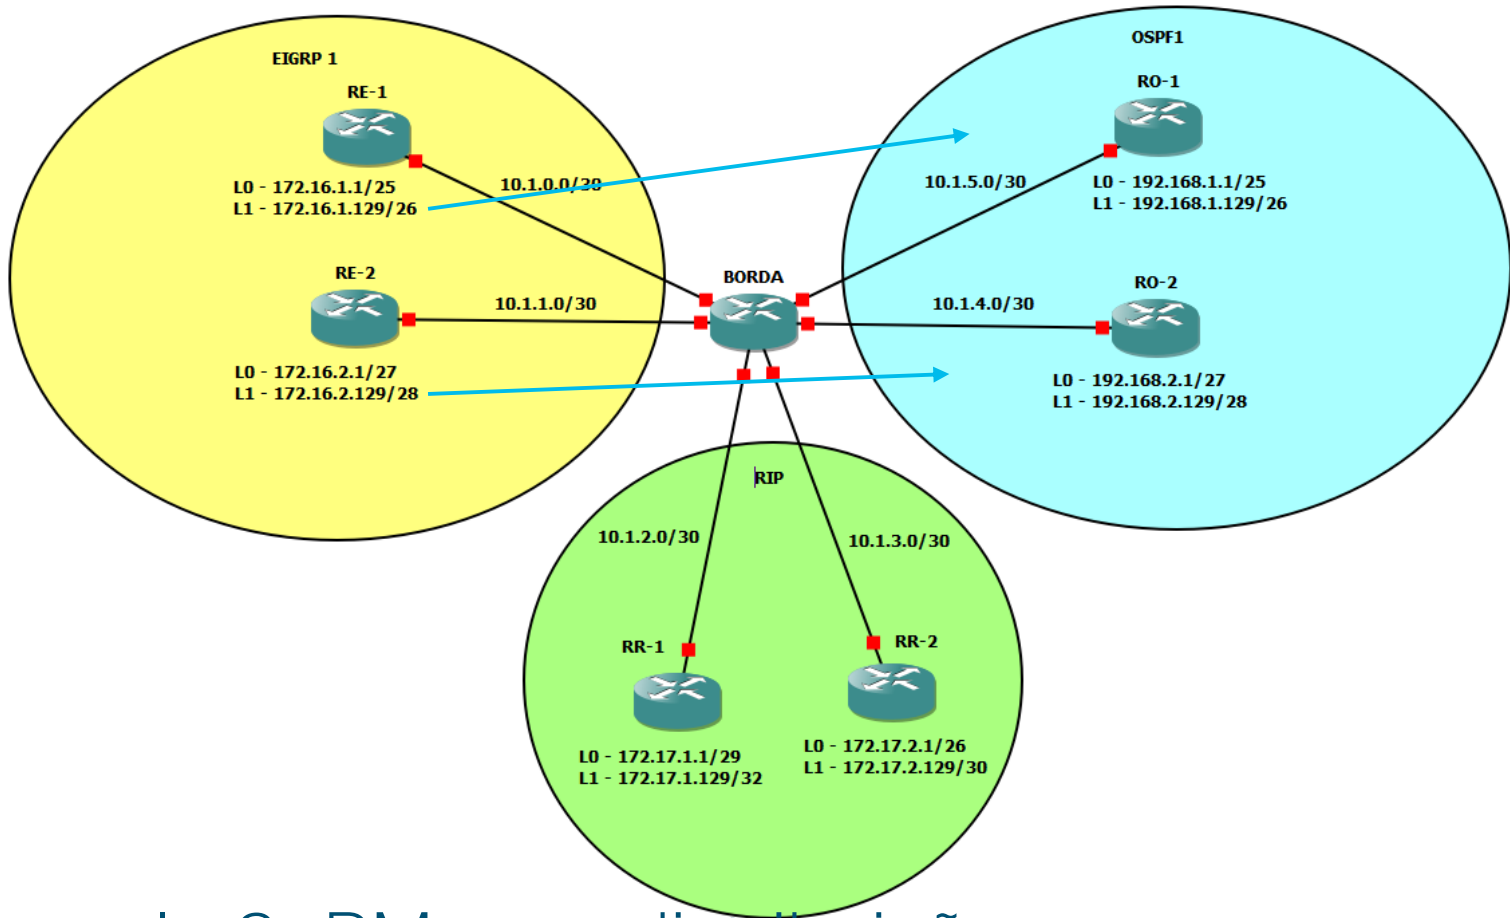 EIGRP 1
RE-1
L0 - 172.16.1.1/25
L1 - 172.16.1.129/26
10.1.0.0/30
RE-2
L0 - 172.16.2.1/27
L1 - 172.16.2.129/28
10.1.1.0/30
BORDA
OSPF1
RO-1
10.1.5.0/30
L0 - 192.168.1.1/25
L1 - 192.168.1.129/26
RO-2
10.1.4.0/30
L0 - 192.168.2.1/27
L1 - 192.168.2.129/28
RIP
10.1.2.0/30
10.1.3.0/30
RR-1
L0 - 172.17.1.1/29
L1 - 172.17.1.129/32
RR-2
L0 - 172.17.2.1/26
L1 - 172.17.2.129/30